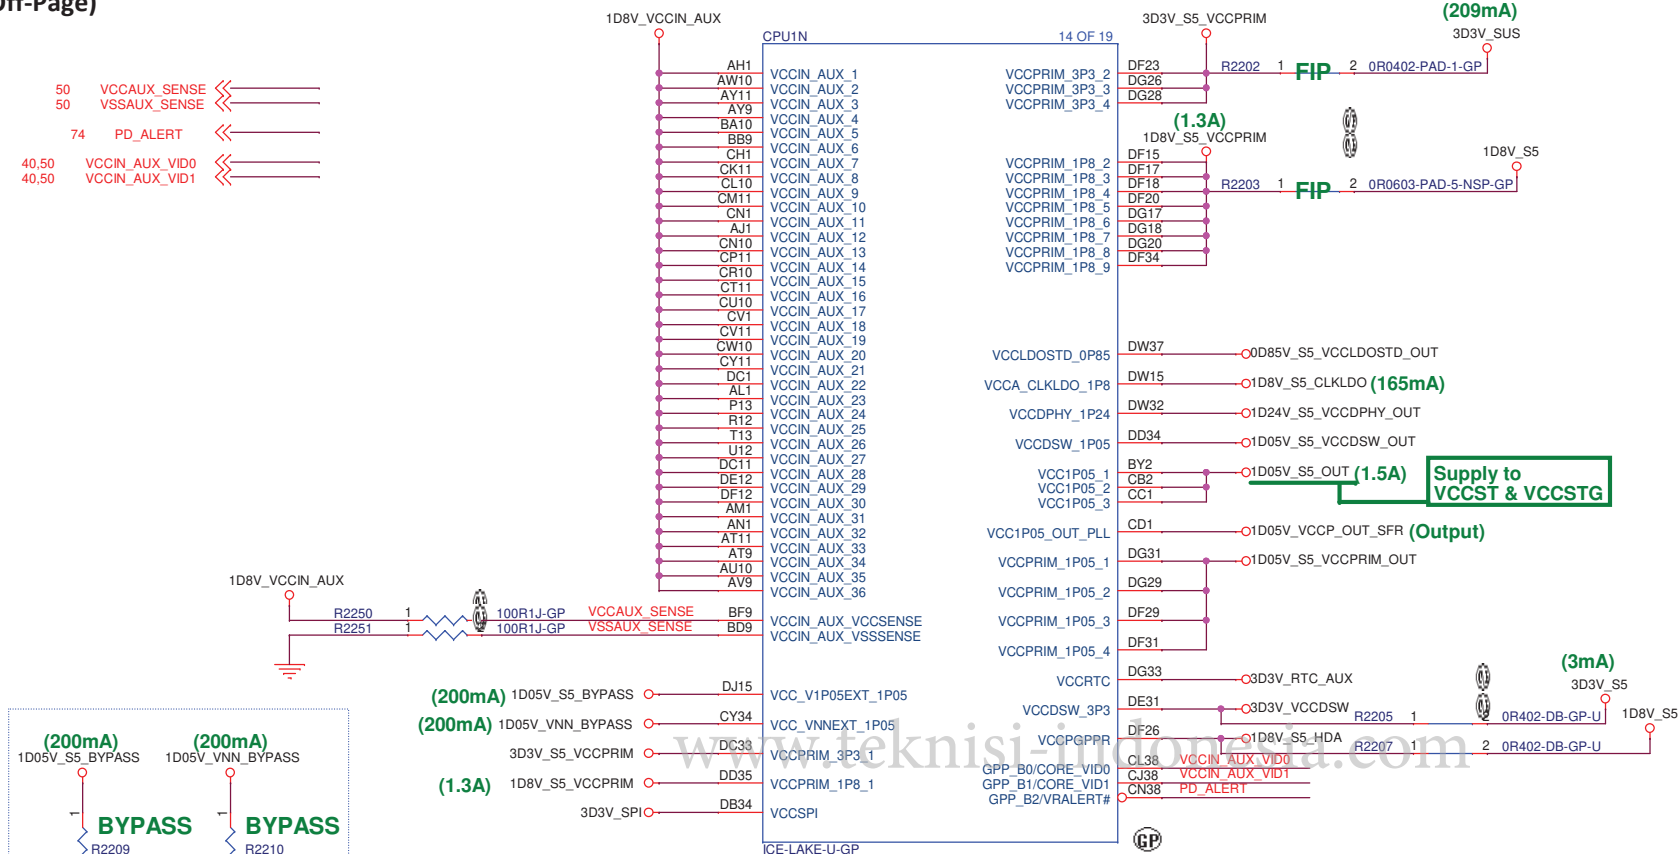 Off-Page)
50 VCCAUX_SENSE
50 VSSAUX_SENSE
74 PD_ALERT
40,50 VCCIN_AUX_VID0
40,50 VCCIN_AUX_VID1
1D8V_VCCIN_AUX
CPU1N
14 OF 19
AH1 VCCIN_AUX_1
AW10 VCCIN_AUX_2
AY11 VCCIN_AUX_3
AY9 VCCIN_AUX_4
BA10 VCCIN_AUX_5
BB9 VCCIN_AUX_6
CH1 VCCIN_AUX_7
CK11 VCCIN_AUX_8
CL10 VCCIN_AUX_9
CM11 VCCIN_AUX_10
CN1 VCCIN_AUX_11
AJ1 VCCIN_AUX_12
CN10 VCCIN_AUX_13
CP11 VCCIN_AUX_14
CR10 VCCIN_AUX_15
CT11 VCCIN_AUX_16
CU10 VCCIN_AUX_17
CV1 VCCIN_AUX_18
CV11 VCCIN_AUX_19
CW10 VCCIN_AUX_20
CY11 VCCIN_AUX_21
DC1 VCCIN_AUX_22
AL1 VCCIN_AUX_23
P13 VCCIN_AUX_24
R12 VCCIN_AUX_25
T13 VCCIN_AUX_26
U12 VCCIN_AUX_27
DC11 VCCIN_AUX_28
DE12 VCCIN_AUX_29
DF12 VCCIN_AUX_30
AM1 VCCIN_AUX_31
AN1 VCCIN_AUX_32
AT11 VCCIN_AUX_33
AT9 VCCIN_AUX_34
AU10 VCCIN_AUX_35
AV9 VCCIN_AUX_36
1D8V_VCCIN_AUX
R2250 1 2 100R1J-GP VCCAUX_SENSE BF9 VCCIN_AUX_VCCSENSE
R2251 1 2 100R1J-GP VSSAUX_SENSE BD9 VCCIN_AUX_VSSSENSE
(200mA) 1D05V_S5_BYPASS DJ15 VCC_V1P05EXT_1P05
(200mA) 1D05V_VNN_BYPASS CY34 VCC_VNNEXT_1P05
3D3V_S5_VCCPRIM DC33 VCCPRIM_3P3_1
(1.3A) 1D8V_S5_VCCPRIM DD35 VCCPRIM_1P8_1
3D3V_SPI DB34 VCCSPI
ICE-LAKE-U-GP
(200mA) (200mA)
1D05V_S5_BYPASS 1D05V_VNN_BYPASS
1 1
BYPASS BYPASS
R2209 R2210
3D3V_S5_VCCPRIM
(209mA)
3D3V_SUS
VCCPRIM_3P3_2 DF23 R2202 1 FIP 2 0R0402-PAD-1-GP
VCCPRIM_3P3_3 DG26
VCCPRIM_3P3_4 DG28
(1.3A)
1D8V_S5_VCCPRIM
1D8V_S5
VCCPRIM_1P8_2 DF15
VCCPRIM_1P8_3 DF17
VCCPRIM_1P8_4 DF18 R2203 1 FIP 2 0R0603-PAD-5-NSP-GP
VCCPRIM_1P8_5 DF20
VCCPRIM_1P8_6 DG17
VCCPRIM_1P8_7 DG18
VCCPRIM_1P8_8 DG20
VCCPRIM_1P8_9 DF34
VCCLDOSTD_0P85 DW37 0D85V_S5_VCCLDOSTD_OUT
VCCA_CLKLDO_1P8 DW15 1D8V_S5_CLKLDO (165mA)
VCCDPHY_1P24 DW32 1D24V_S5_VCCDPHY_OUT
VCCDSW_1P05 DD34 1D05V_S5_VCCDSW_OUT
VCC1P05_1 BY2 1D05V_S5_OUT (1.5A)
VCC1P05_2 CB2
VCC1P05_3 CC1
Supply to
VCCST & VCCSTG
VCC1P05_OUT_PLL CD1 1D05V_VCCP_OUT_SFR (Output)
VCCPRIM_1P05_1 DG31 1D05V_S5_VCCPRIM_OUT
VCCPRIM_1P05_2 DG29
VCCPRIM_1P05_3 DF29
VCCPRIM_1P05_4 DF31
VCCRTC DG33 3D3V_RTC_AUX
(3mA)
3D3V_S5
1D8V_S5
VCCDSW_3P3 DE31 3D3V_VCCDSW
R2205 1 2 0R402-DB-GP-U
VCCPGPPR DF26 1D8V_S5_HDA
R2207 1 2 0R402-DB-GP-U
GPP_B0/CORE_VID0 CL38 VCCIN_AUX_VID0
GPP_B1/CORE_VID1 CJ38 VCCIN_AUX_VID1
GPP_B2/VRALERT# CN38 PD_ALERT
GP
www.teknisi-indonesia.com